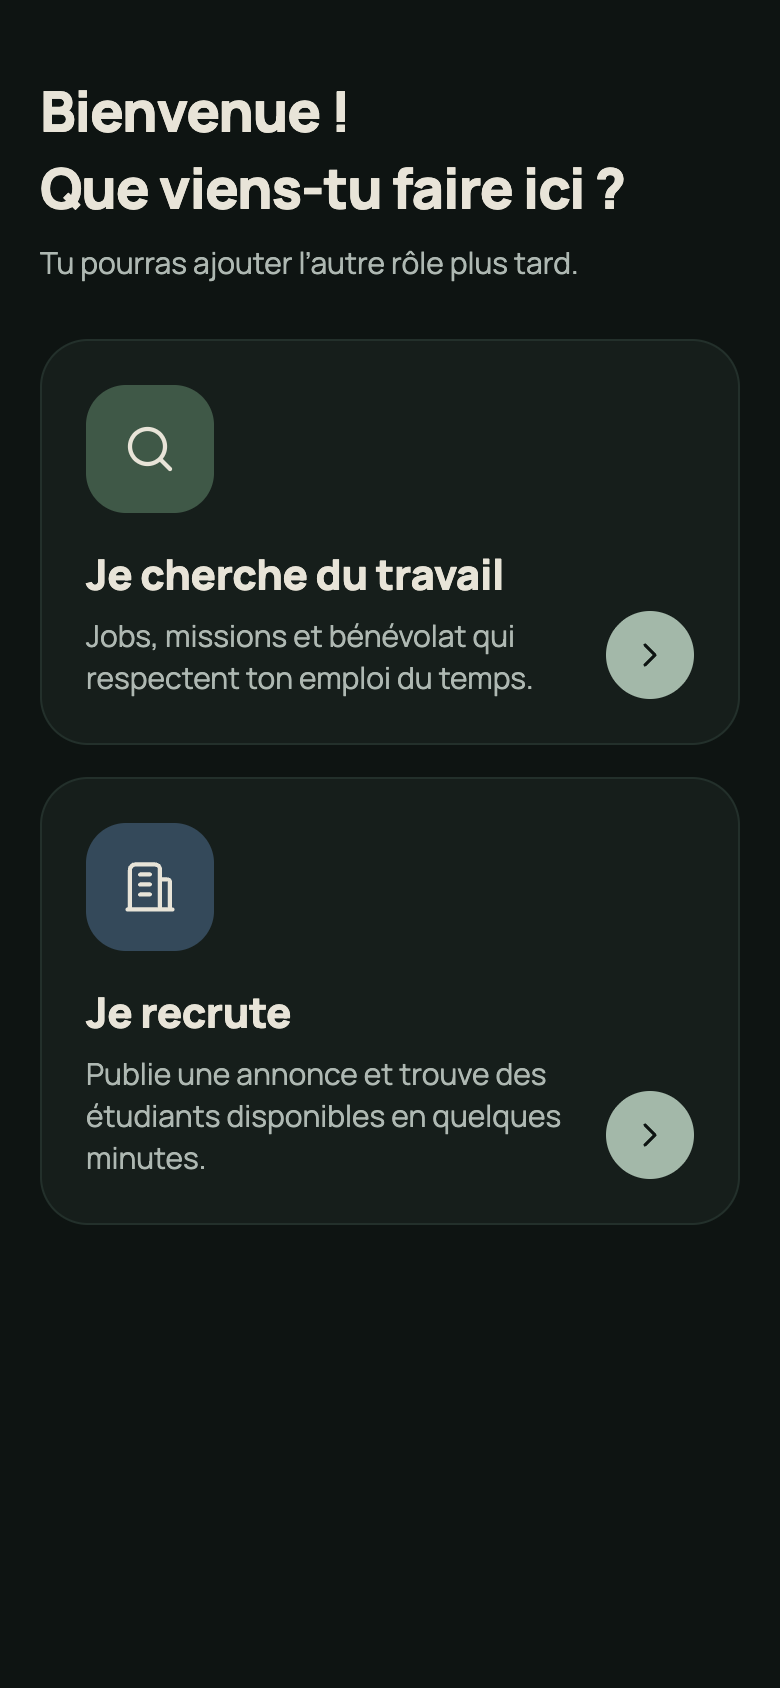 Bienvenue !
Que viens-tu faire ici ?
Tu pourras ajouter l’autre rôle plus tard.
Je cherche du travail
Jobs, missions et bénévolat qui
respectent ton emploi du temps.
Je recrute
Publie une annonce et trouve des
étudiants disponibles en quelques
minutes.